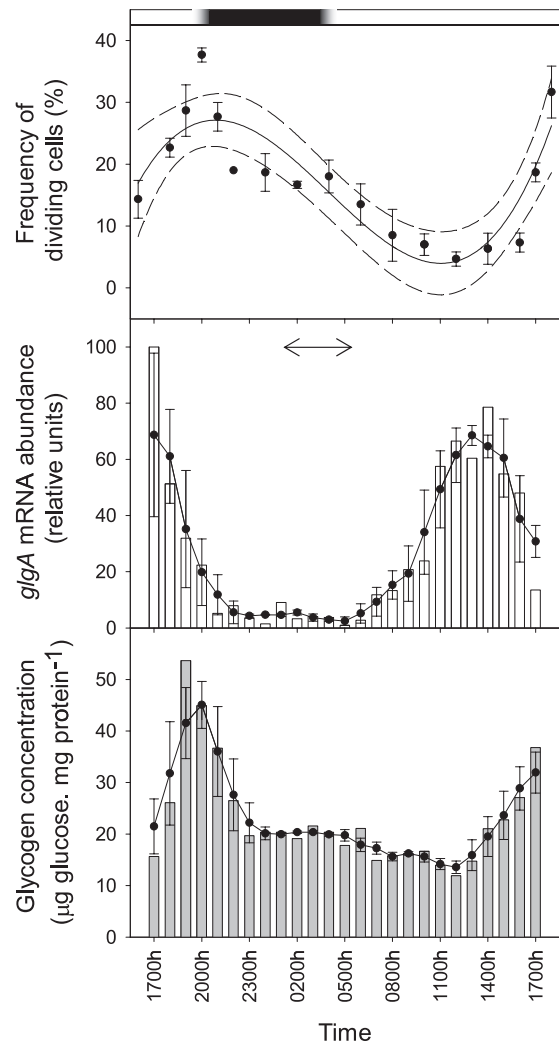 Frequency of
dividing cells (%)
40
30
20
10
0
glgA mRNA abundance
(relative units)
100
80
60
40
20
0
Glycogen concentration
(µg glucose. mg protein⁻¹)
50
40
30
20
10
0
1700h
2000h
2300h
0200h
0500h
0800h
1100h
1400h
1700h
Time